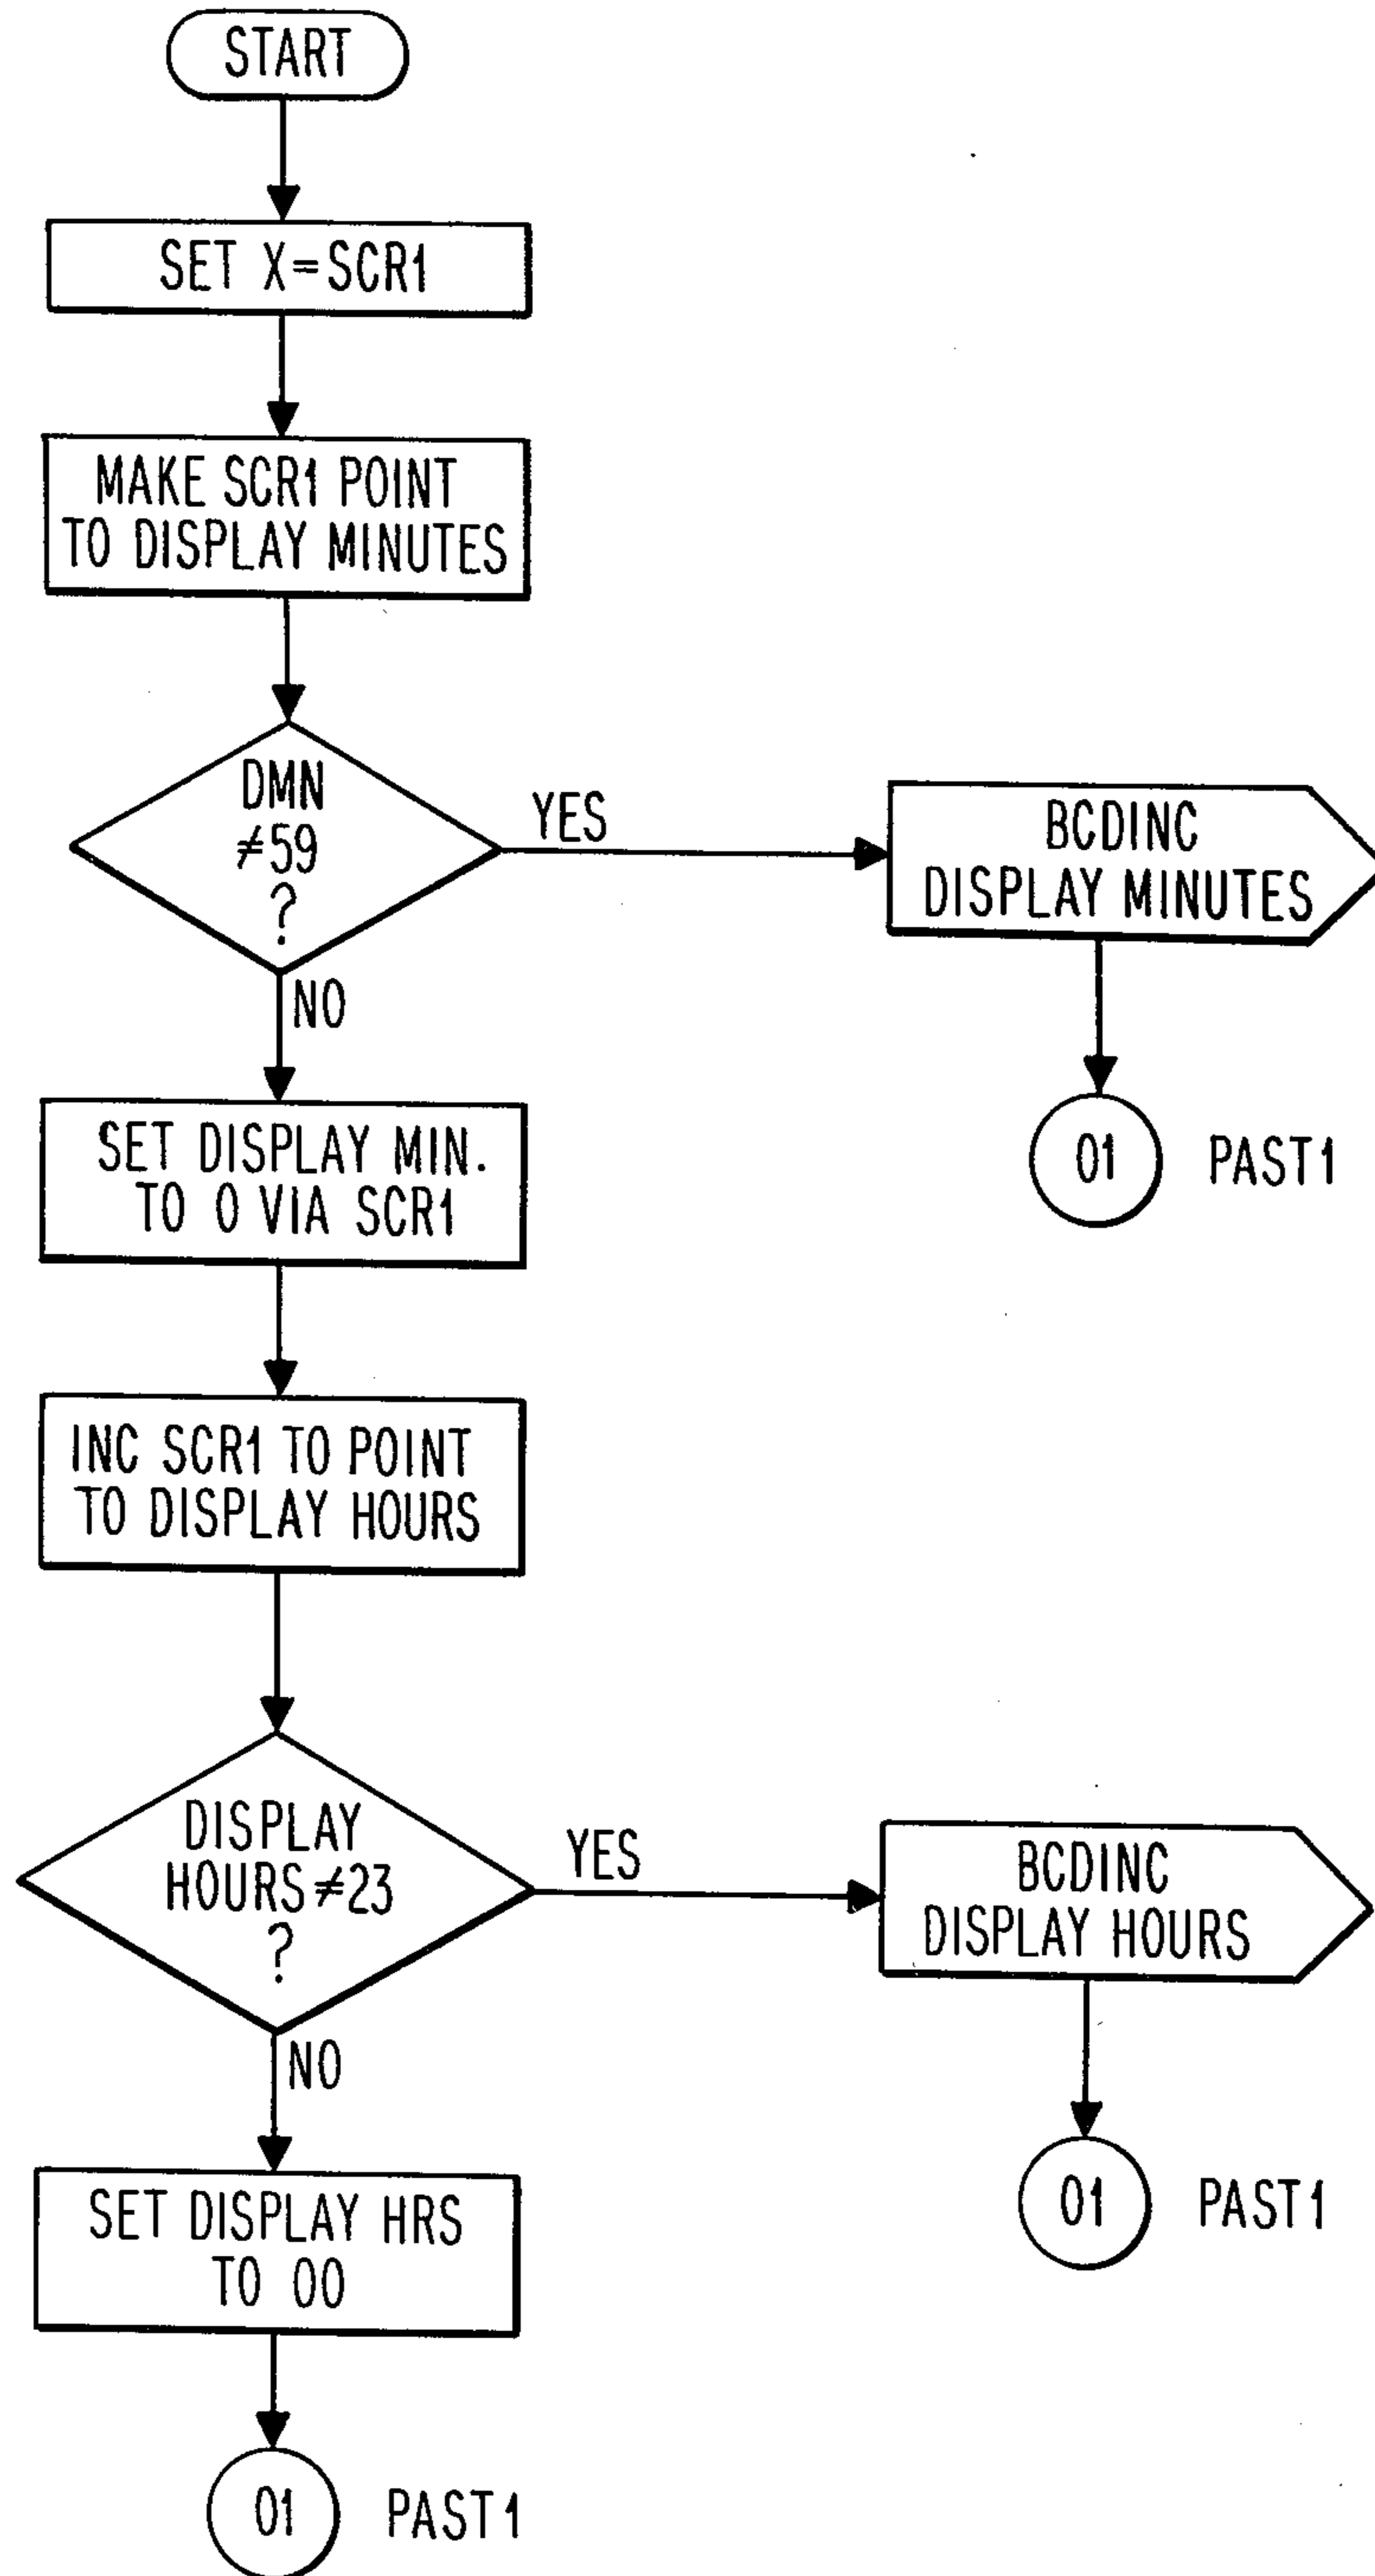 START
SET X=SCR1
MAKE SCR1 POINT
TO DISPLAY MINUTES
DMN
≠59
?
YES
BCDINC
DISPLAY MINUTES
NO
01 PAST1
SET DISPLAY MIN.
TO 0 VIA SCR1
INC SCR1 TO POINT
TO DISPLAY HOURS
DISPLAY
HOURS≠23
?
YES
BCDINC
DISPLAY HOURS
NO
01 PAST1
SET DISPLAY HRS
TO 00
01 PAST1